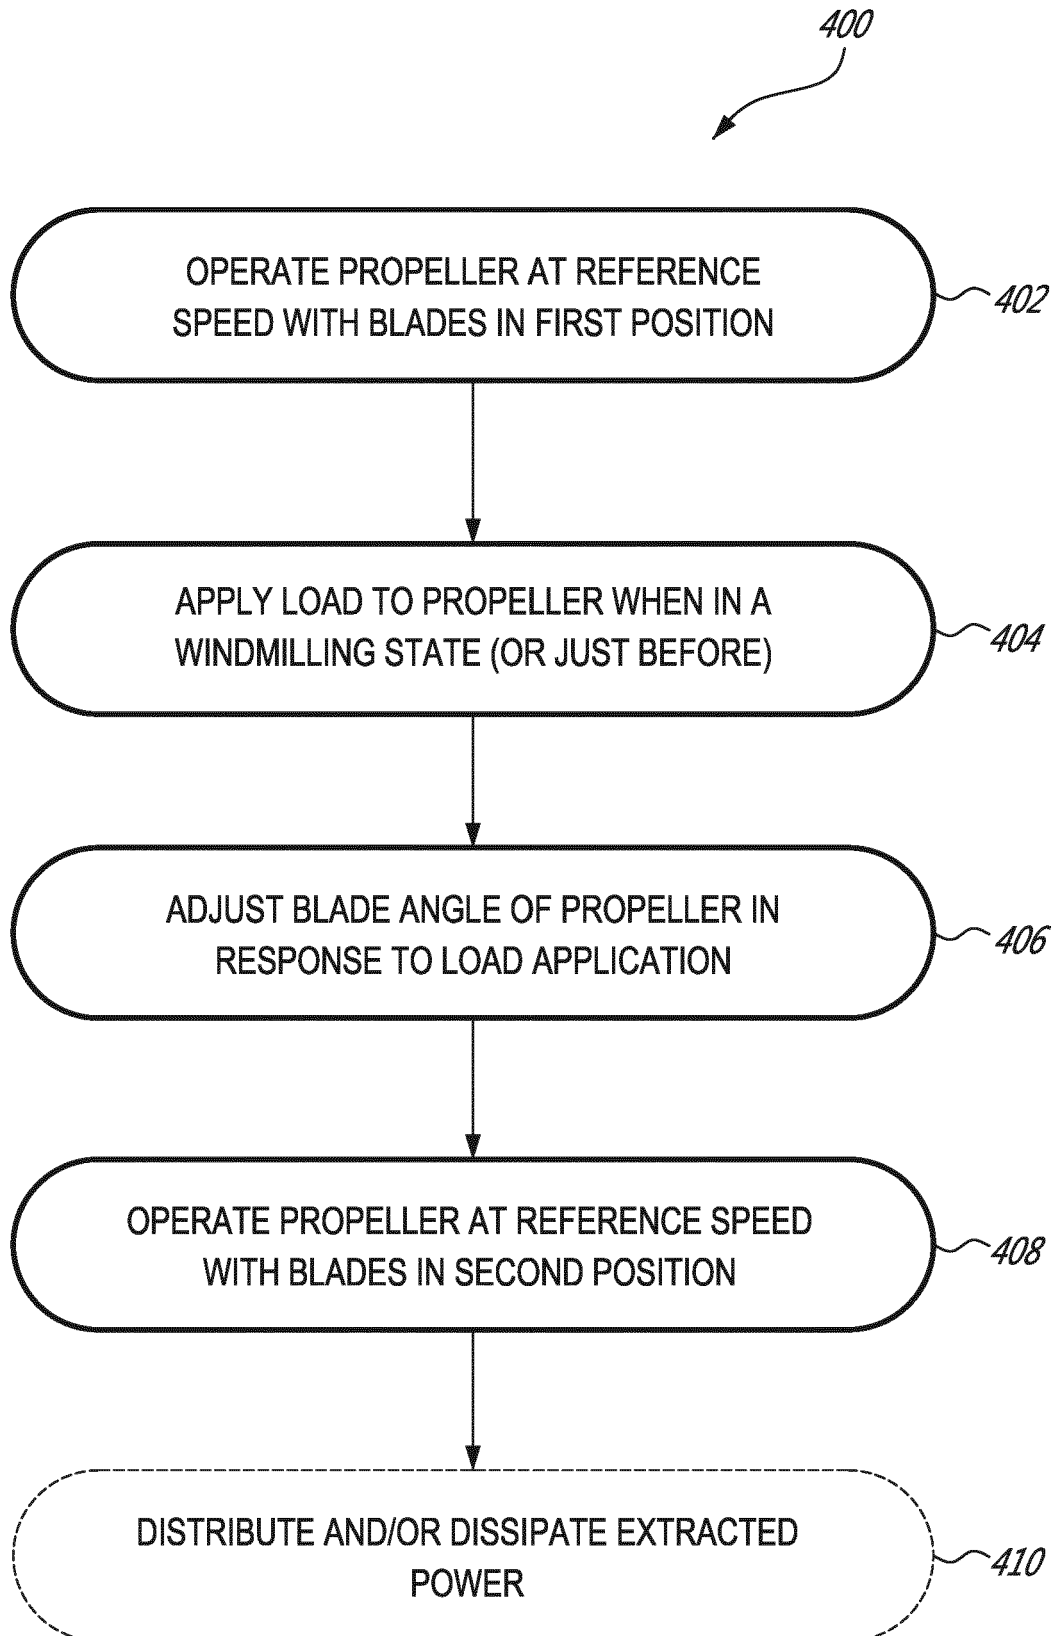 400
OPERATE PROPELLER AT REFERENCE
SPEED WITH BLADES IN FIRST POSITION
402
APPLY LOAD TO PROPELLER WHEN IN A
WINDMILLING STATE (OR JUST BEFORE)
404
ADJUST BLADE ANGLE OF PROPELLER IN
RESPONSE TO LOAD APPLICATION
406
OPERATE PROPELLER AT REFERENCE SPEED
WITH BLADES IN SECOND POSITION
408
DISTRIBUTE AND/OR DISSIPATE EXTRACTED
POWER
410